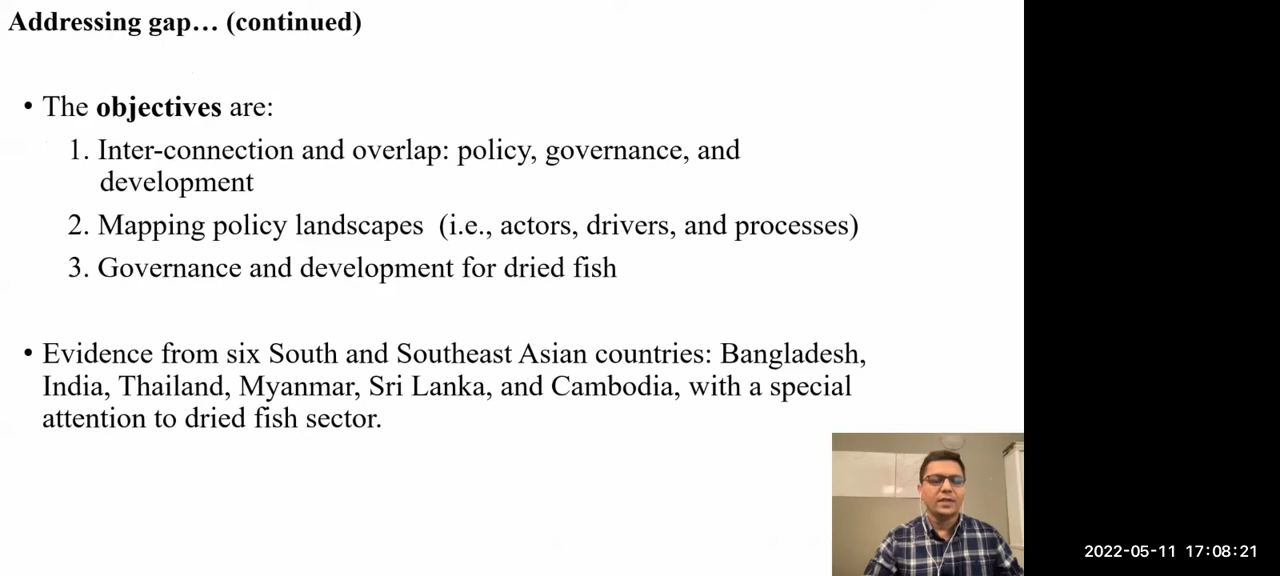 Addressing gap… (continued)
• The objectives are:
1. Inter-connection and overlap: policy, governance, and
development
2. Mapping policy landscapes (i.e., actors, drivers, and processes)
3. Governance and development for dried fish
• Evidence from six South and Southeast Asian countries: Bangladesh,
India, Thailand, Myanmar, Sri Lanka, and Cambodia, with a special
attention to dried fish sector.
2022-05-11 17:08:21